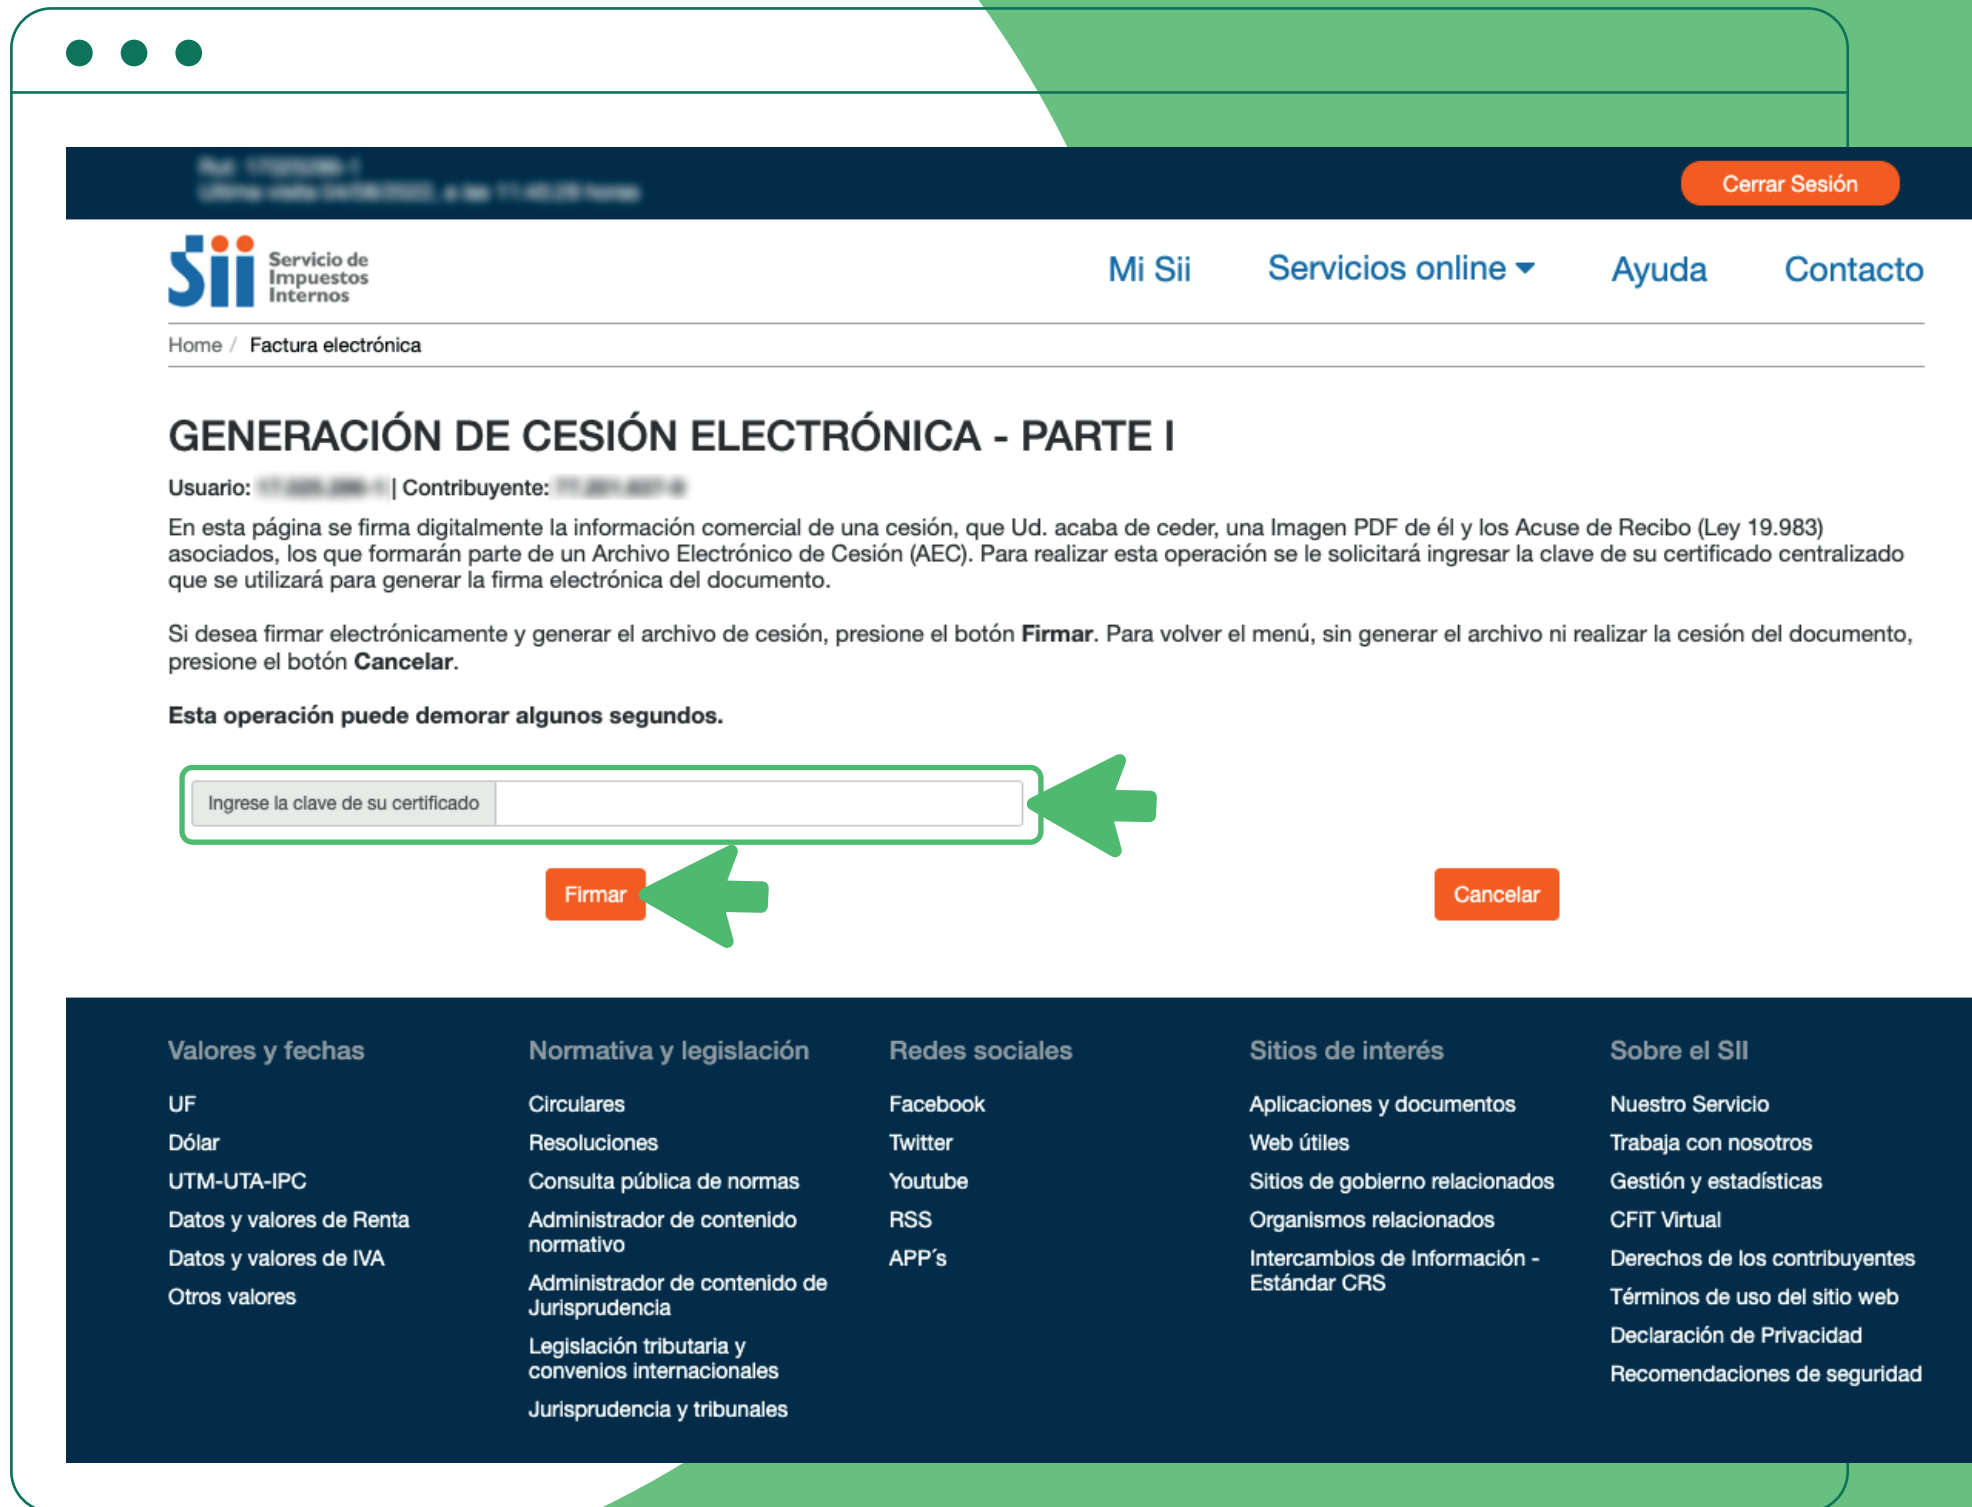 Cerrar Sesión
Sii Servicio de
Impuestos
Internos
Mi Sii Servicios online Ayuda Contacto
Home / Factura electrónica
GENERACIÓN DE CESIÓN ELECTRÓNICA - PARTE I
Usuario: | Contribuyente:
En esta página se firma digitalmente la información comercial de una cesión, que Ud. acaba de ceder, una Imagen PDF de él y los Acuse de Recibo (Ley 19.983)
asociados, los que formarán parte de un Archivo Electrónico de Cesión (AEC). Para realizar esta operación se le solicitará ingresar la clave de su certificado centralizado
que se utilizará para generar la firma electrónica del documento.
Si desea firmar electrónicamente y generar el archivo de cesión, presione el botón Firmar. Para volver el menú, sin generar el archivo ni realizar la cesión del documento,
presione el botón Cancelar.
Esta operación puede demorar algunos segundos.
Ingrese la clave de su certificado
Firmar Cancelar
Valores y fechas
UF
Dólar
UTM-UTA-IPC
Datos y valores de Renta
Datos y valores de IVA
Otros valores
Normativa y legislación
Circulares
Resoluciones
Consulta pública de normas
Administrador de contenido
normativo
Administrador de contenido de
Jurisprudencia
Legislación tributaria y
convenios internacionales
Jurisprudencia y tribunales
Redes sociales
Facebook
Twitter
Youtube
RSS
APP´s
Sitios de interés
Aplicaciones y documentos
Web útiles
Sitios de gobierno relacionados
Organismos relacionados
Intercambios de Información -
Estándar CRS
Sobre el SII
Nuestro Servicio
Trabaja con nosotros
Gestión y estadísticas
CFiT Virtual
Derechos de los contribuyentes
Términos de uso del sitio web
Declaración de Privacidad
Recomendaciones de seguridad